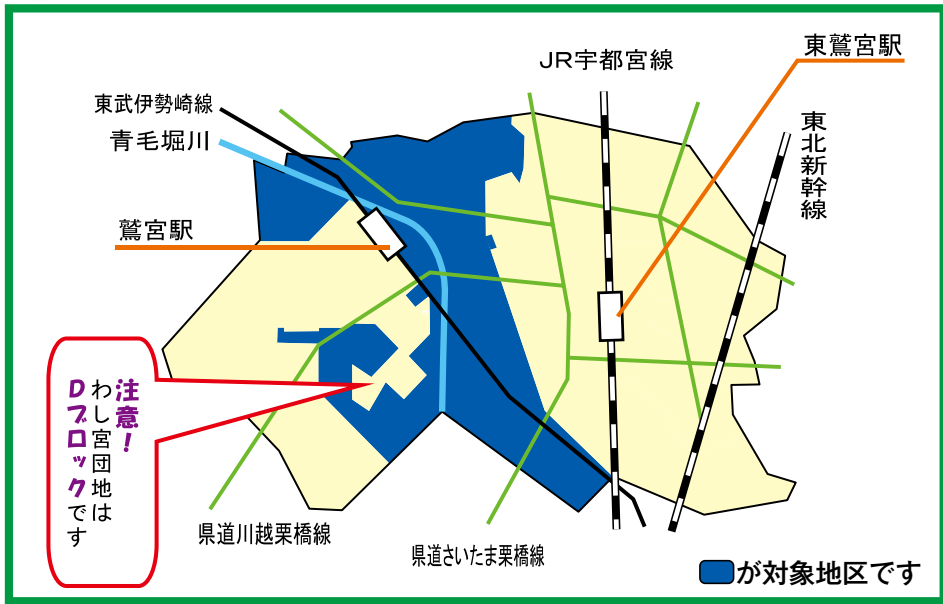 東武伊勢崎線
青毛堀川
鷲宮駅
JR宇都宮線
東鷲宮駅
東北新幹線
注意!
わし宮団地は
Dブロックです
県道川越栗橋線
県道さいたま栗橋線
が対象地区です